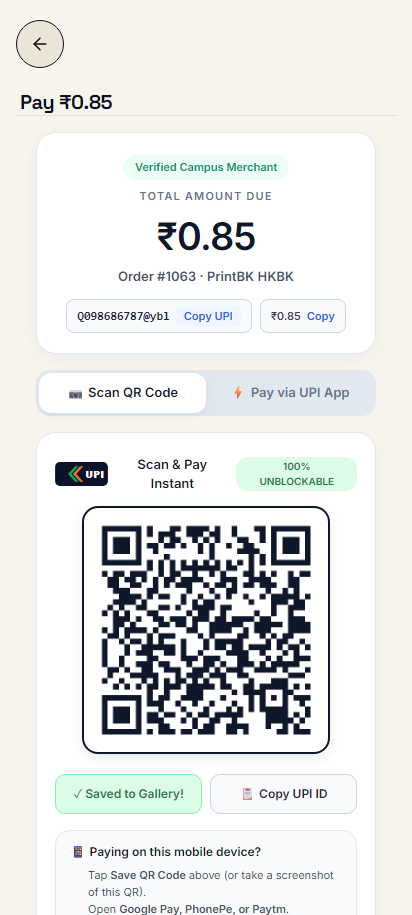 Pay ₹0.85
Verified Campus Merchant
TOTAL AMOUNT DUE
₹0.85
Order #1063 · PrintBK HKBK
Q098686787@ybl Copy UPI ₹0.85 Copy
Scan QR Code Pay via UPI App
UPI Scan & Pay Instant 100% UNBLOCKABLE
✓ Saved to Gallery! Copy UPI ID
Paying on this mobile device?
Tap Save QR Code above (or take a screenshot
of this QR).
Open Google Pay, PhonePe, or Paytm.